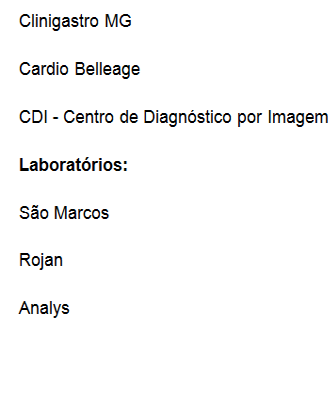 Clinigastro MG
Cardio Belleage
CDI - Centro de Diagnóstico por Imagem
Laboratórios:
São Marcos
Rojan
Analys